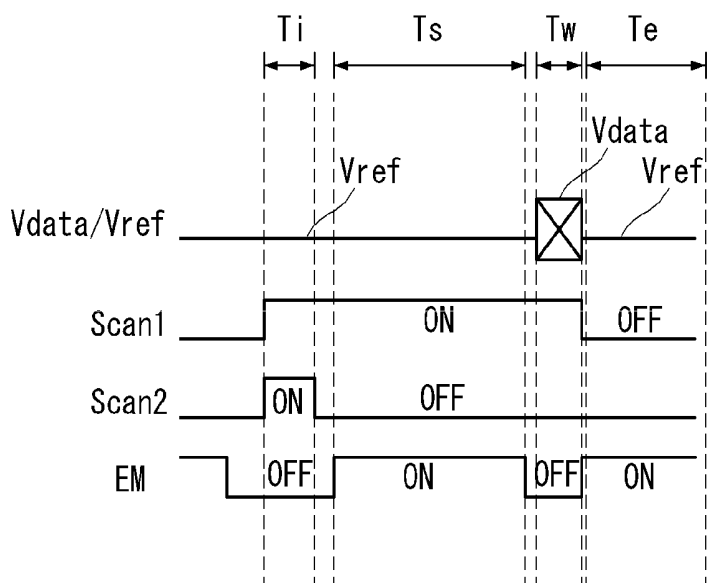 Ti Ts Tw Te
Vdata
Vref Vref
Vdata/Vref
Scan1 ON OFF
Scan2 ON OFF
EM OFF ON OFF ON